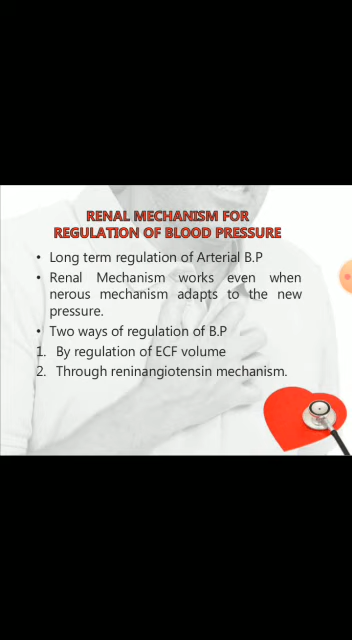 RENAL MECHANISM FOR
REGULATION OF BLOOD PRESSURE
• Long term regulation of Arterial B.P
• Renal Mechanism works even when
nerous mechanism adapts to the new
pressure.
• Two ways of regulation of B.P
1. By regulation of ECF volume
2. Through reninangiotensin mechanism.